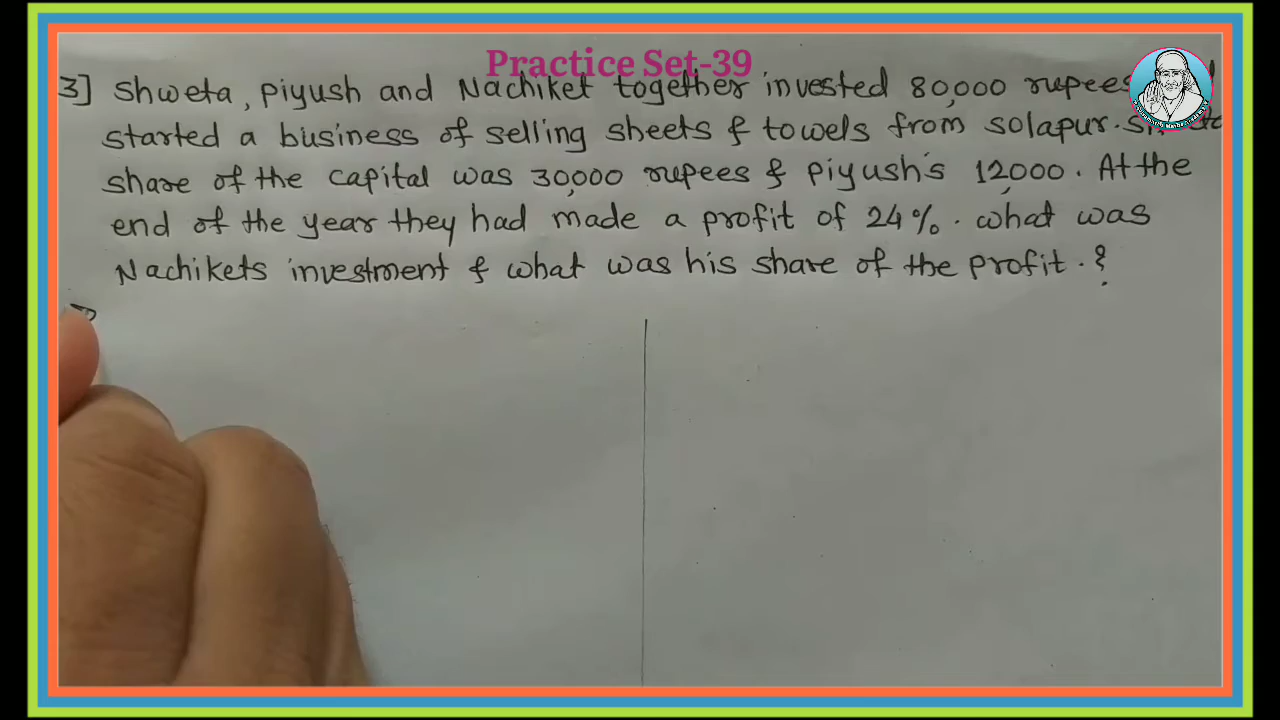 Practice Set-39
3] Shweta, piyush and Nachiket together invested 80,000 rupees
started a business of selling sheets & towels from solapur.
share of the capital was 30,000 rupees & piyush's 12,000. At the
end of the year they had made a profit of 24%. what was
Nachikets investment & what was his share of the profit.?